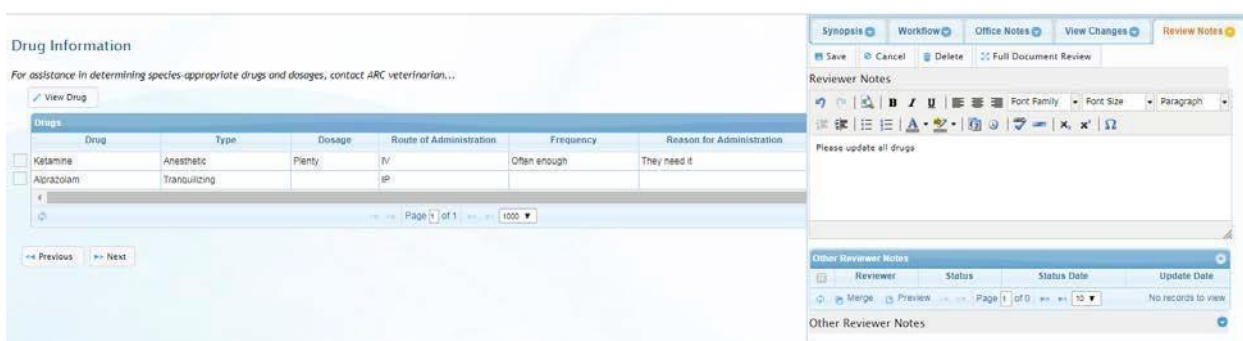 Drug Information
For assistance in determining species-appropriate drugs and dosages, contact ARC veterinarian...
View Drug
Drugs
Drug Type Dosage Route of Administration Frequency Reason for Administration
Ketamine Anesthetic Plenty IV Often enough They need it
Alprazolam Tranquilizing IP
Page 1 of 1 1000
Previous Next
Synopsis Workflow Office Notes View Changes Review Notes
Save Cancel Delete Full Document Review
Reviewer Notes
B I U Font Family Font Size Paragraph
A x, x' Ω
Please update all drugs
Other Reviewer Notes
Reviewer Status Status Date Update Date
Merge Preview Page 1 of 0 10 No records to view
Other Reviewer Notes